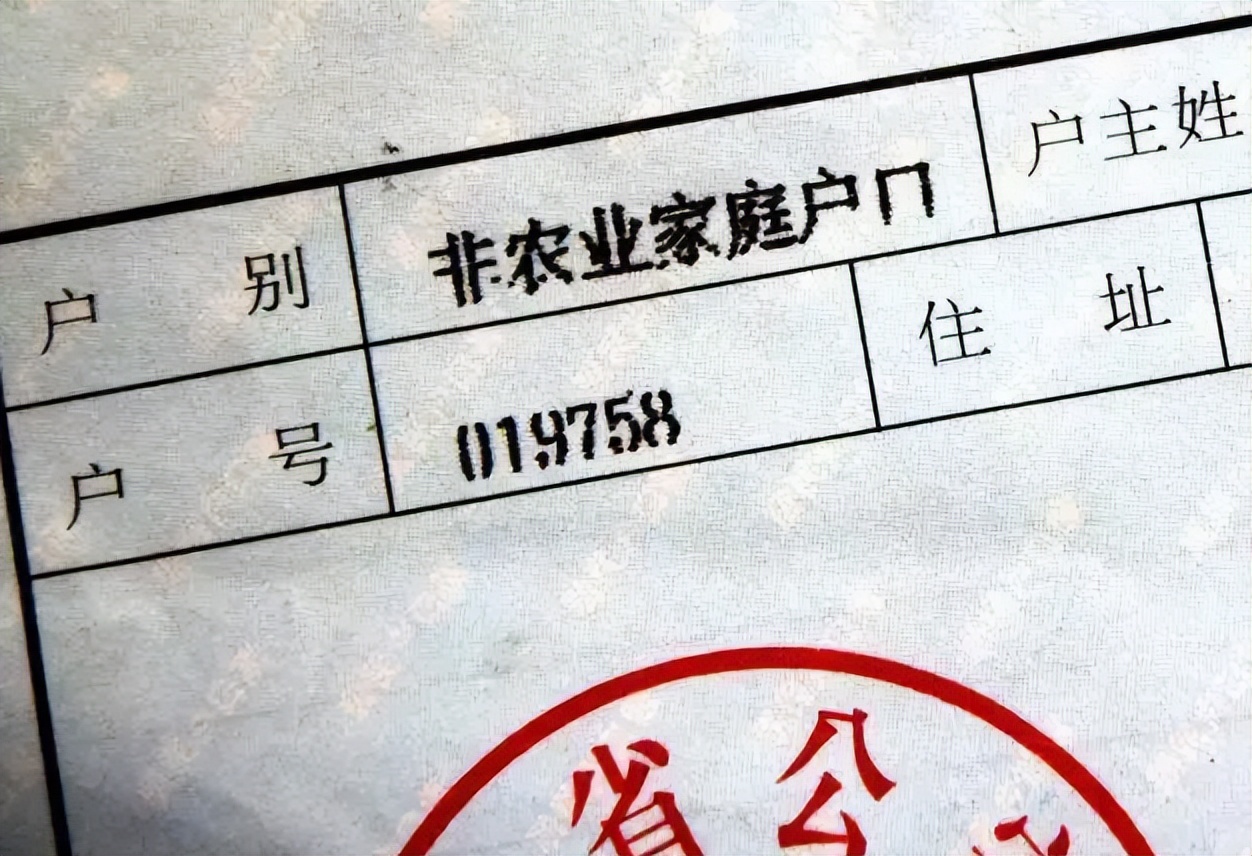 户别 非农业家庭户口 户主姓
户号 019758 住址
省公